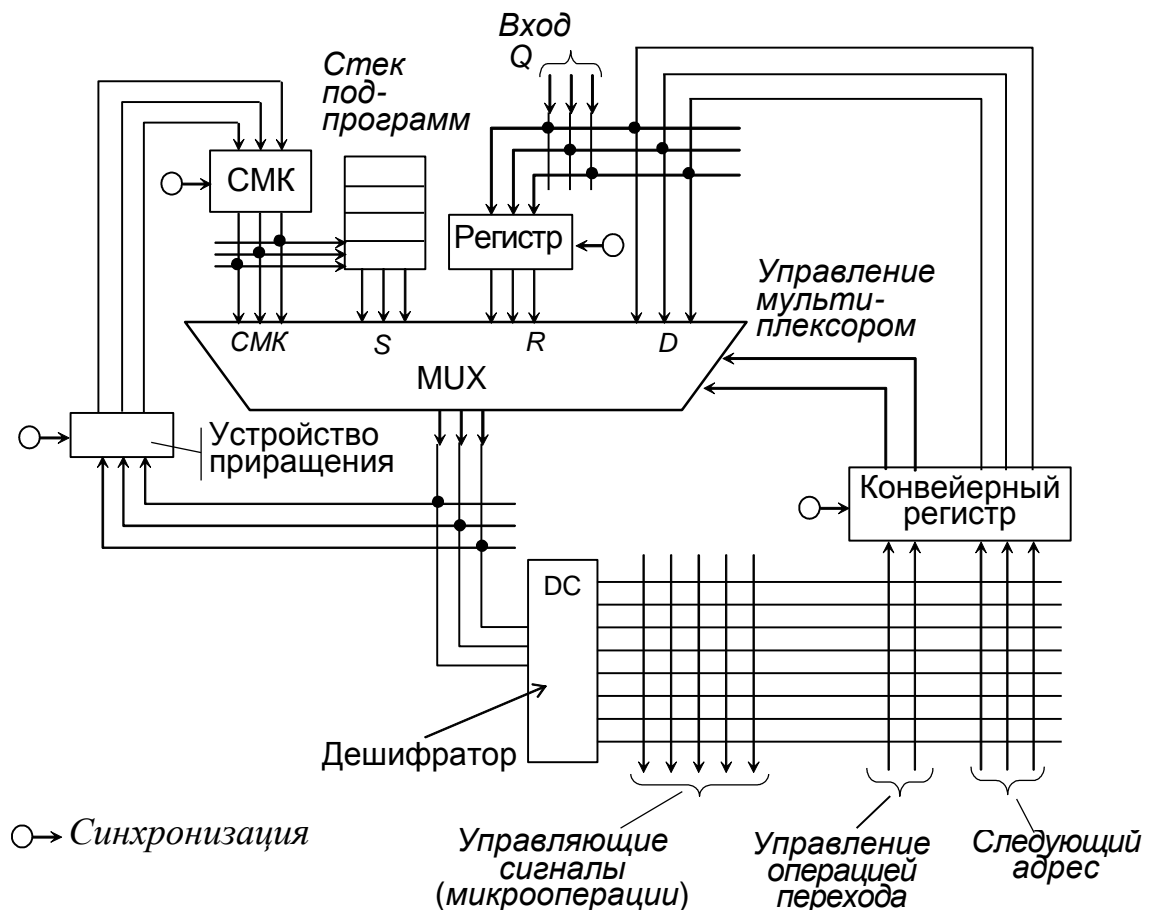 Вход
Q
Стек
под-
программ
СМК
Регистр
Управление
мульти-
плексором
СМК
S
R
D
MUX
Устройство
приращения
Конвейерный
регистр
DC
Дешифратор
Синхронизация
Управляющие
сигналы
(микрооперации)
Управление
операцией
перехода
Следующий
адрес